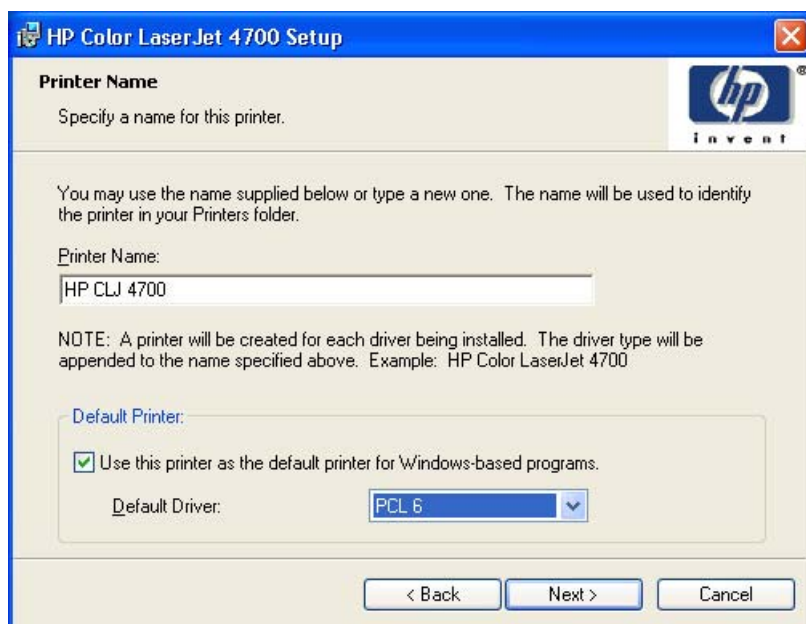 HP Color LaserJet 4700 Setup
Printer Name
Specify a name for this printer.
hp
®
invent
You may use the name supplied below or type a new one. The name will be used to identify
the printer in your Printers folder.
Printer Name:
HP CLJ 4700
NOTE: A printer will be created for each driver being installed. The driver type will be
appended to the name specified above. Example: HP Color LaserJet 4700
Default Printer:
Use this printer as the default printer for Windows-based programs.
Default Driver:
PCL 6
< Back
Next >
Cancel